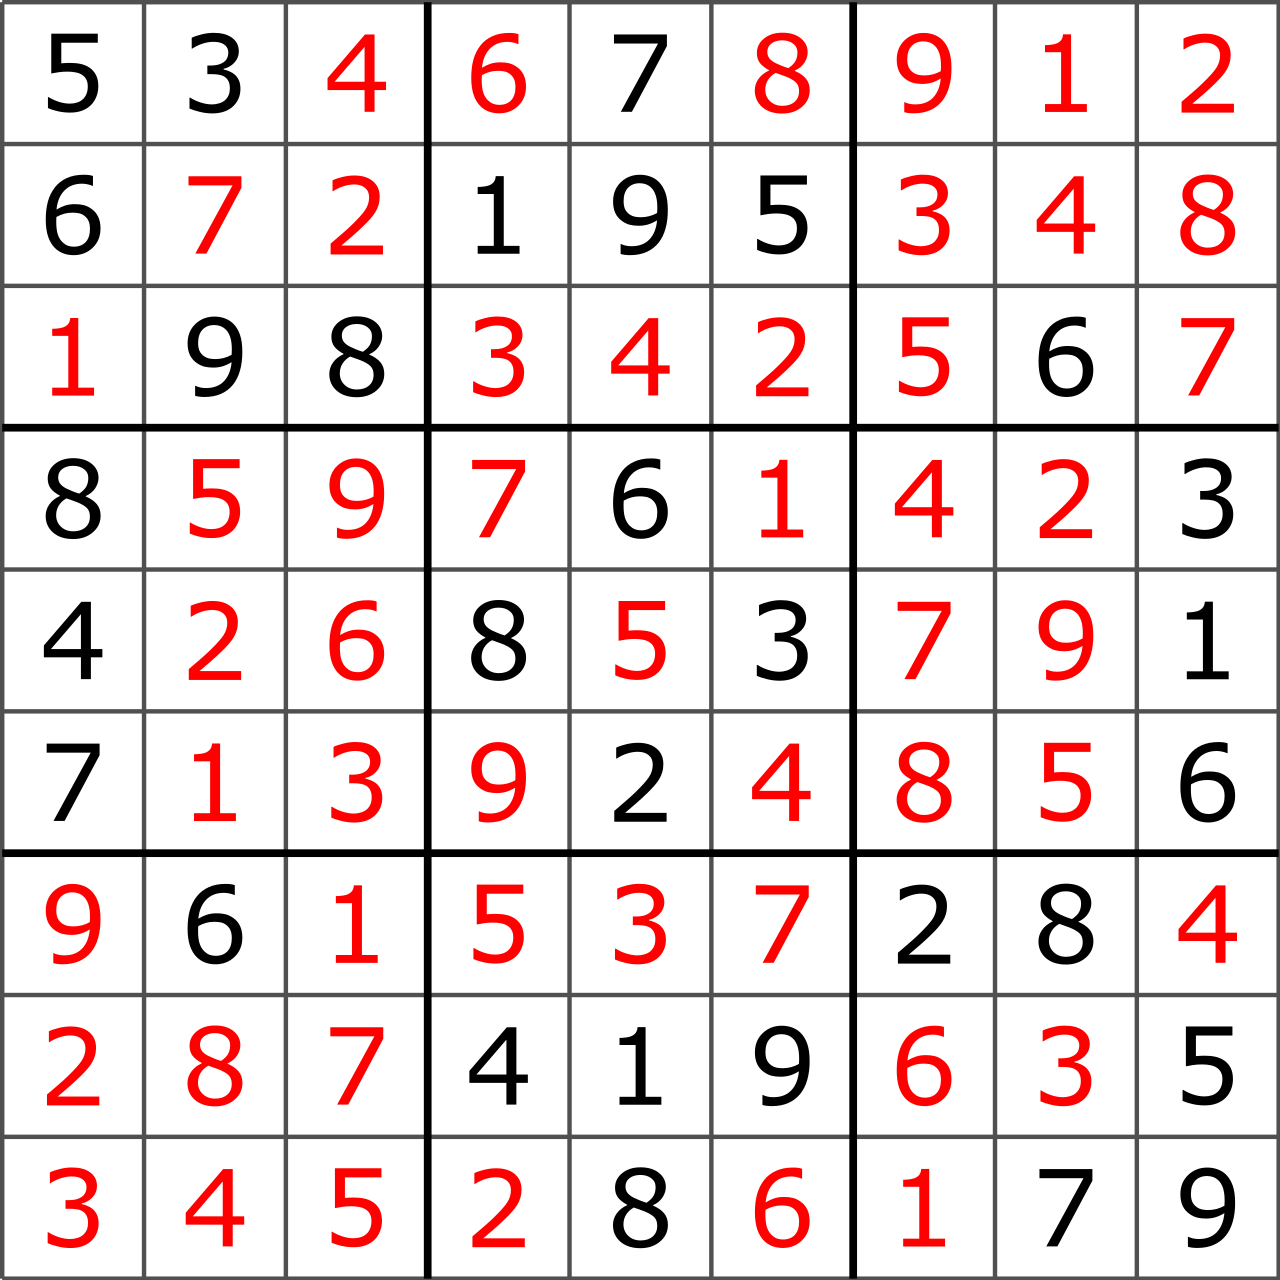 5 3 4 6 7 8 9 1 2
6 7 2 1 9 5 3 4 8
1 9 8 3 4 2 5 6 7
8 5 9 7 6 1 4 2 3
4 2 6 8 5 3 7 9 1
7 1 3 9 2 4 8 5 6
9 6 1 5 3 7 2 8 4
2 8 7 4 1 9 6 3 5
3 4 5 2 8 6 1 7 9